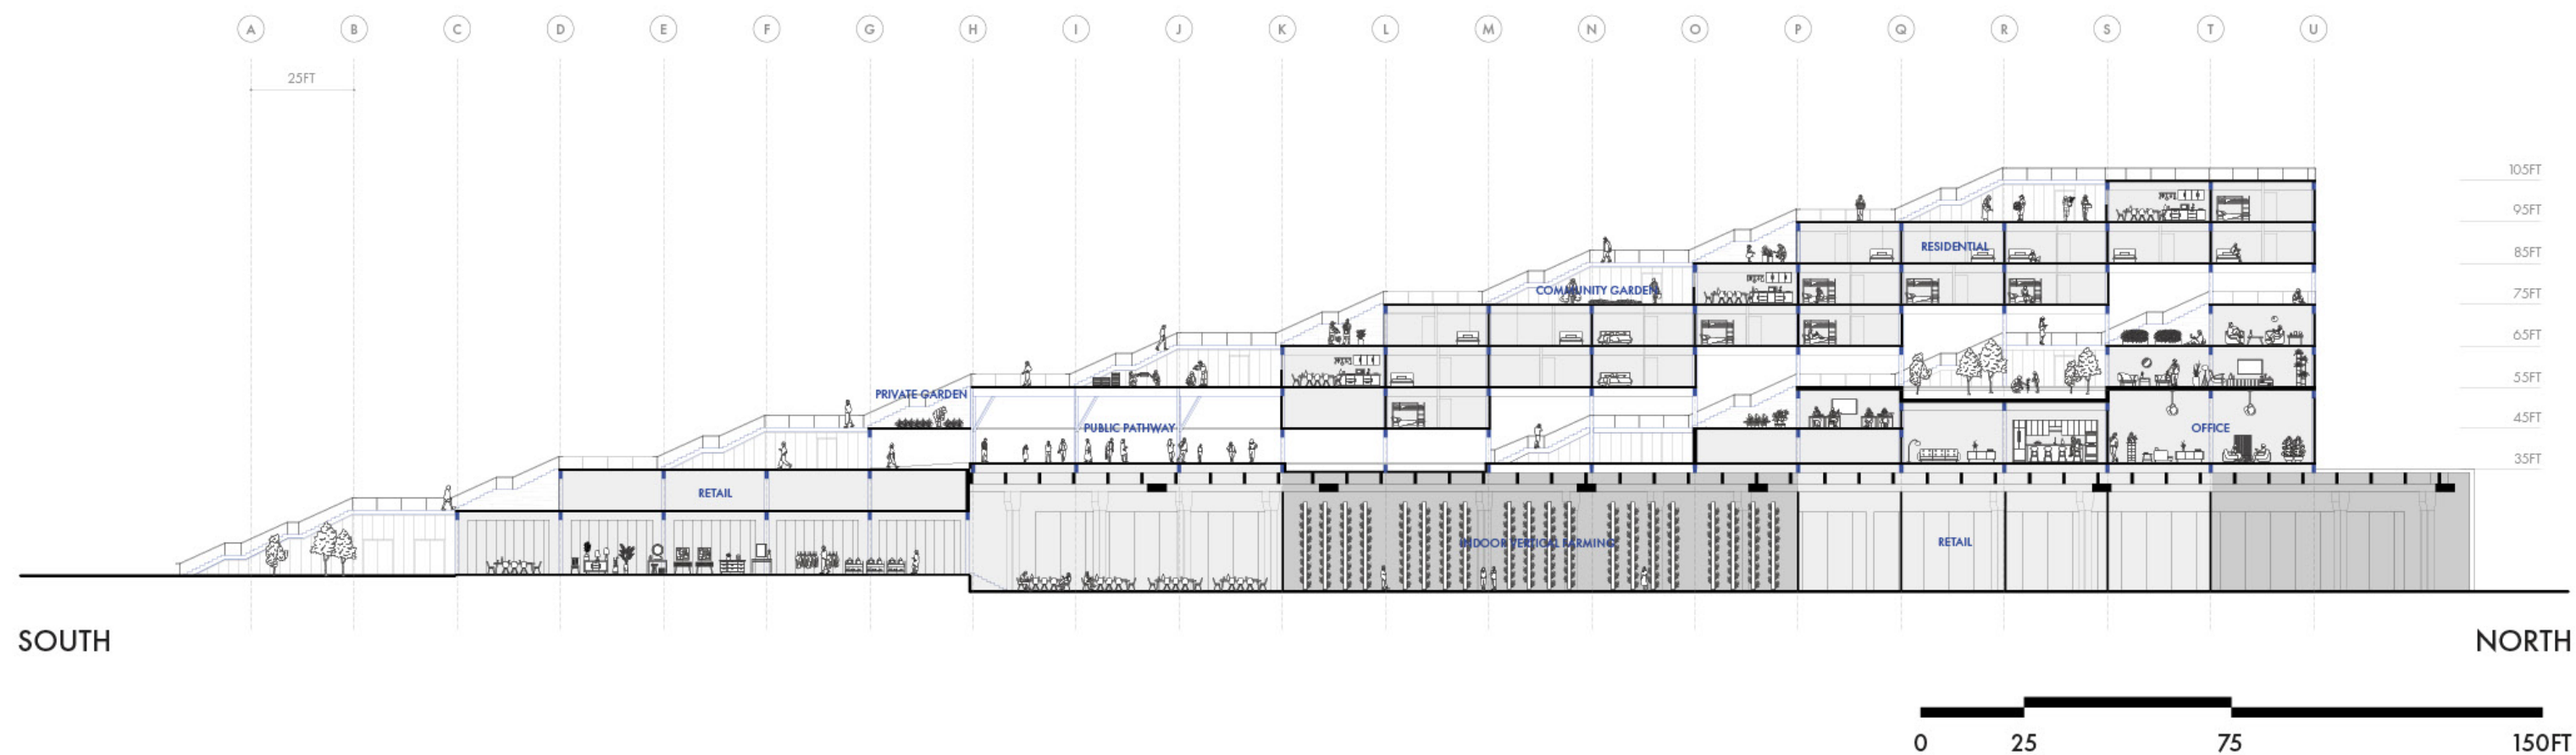 A B C D E F G H I J K L M N O P Q R S T U
25FT
105FT
95FT
RESIDENTIAL
85FT
COMMUNITY GARDEN
75FT
65FT
PRIVATE GARDEN
55FT
PUBLIC PATHWAY
OFFICE
45FT
35FT
RETAIL
INDOOR VERTICAL FARMING
RETAIL
SOUTH
NORTH
0 25 75 150FT